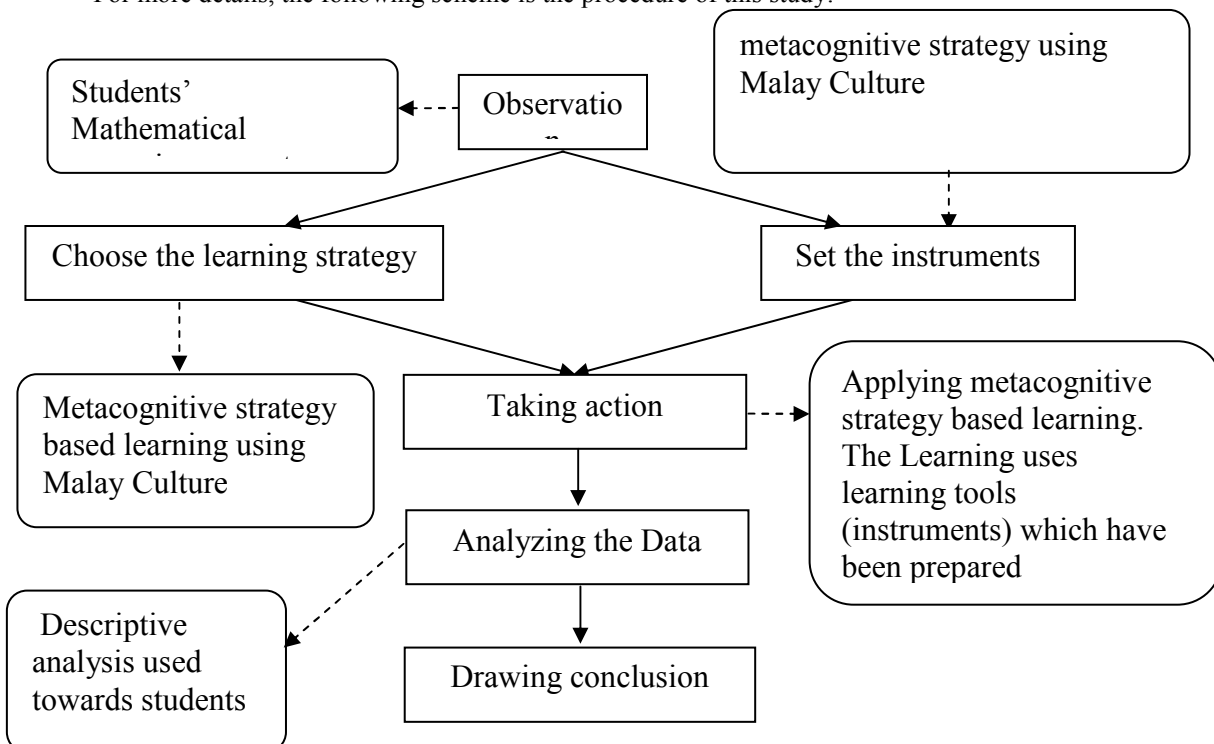 For more details, the following scheme is the procedure of this study:
metacognitive strategy using
Malay Culture
Students’
Mathematical
Observatio
n
Choose the learning strategy
Set the instruments
Metacognitive strategy
based learning using
Malay Culture
Taking action
Applying metacognitive
strategy based learning.
The Learning uses
learning tools
(instruments) which have
been prepared
Analyzing the Data
Descriptive
analysis used
towards students
Drawing conclusion